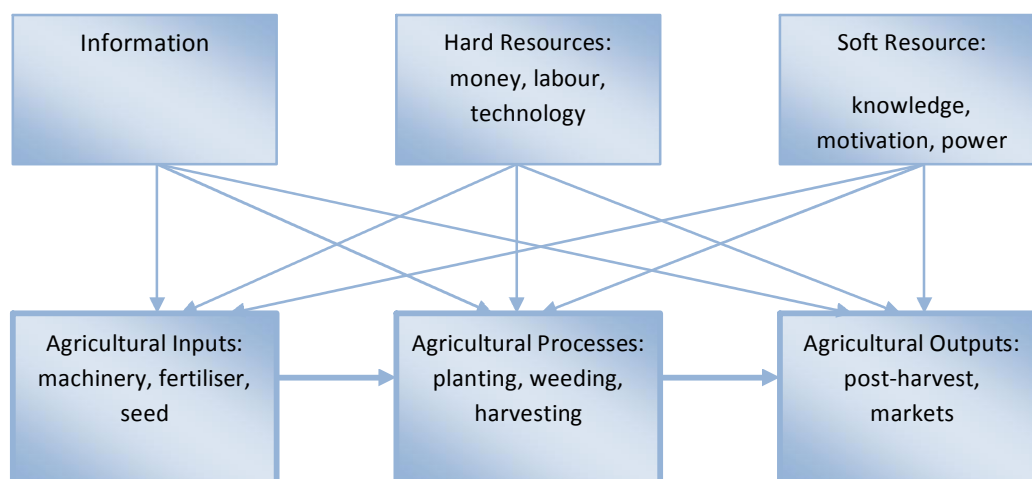 Information
Hard Resources:
money, labour,
technology
Soft Resource:
knowledge,
motivation, power
Agricultural Inputs:
machinery, fertiliser,
seed
Agricultural Processes:
planting, weeding,
harvesting
Agricultural Outputs:
post-harvest,
markets